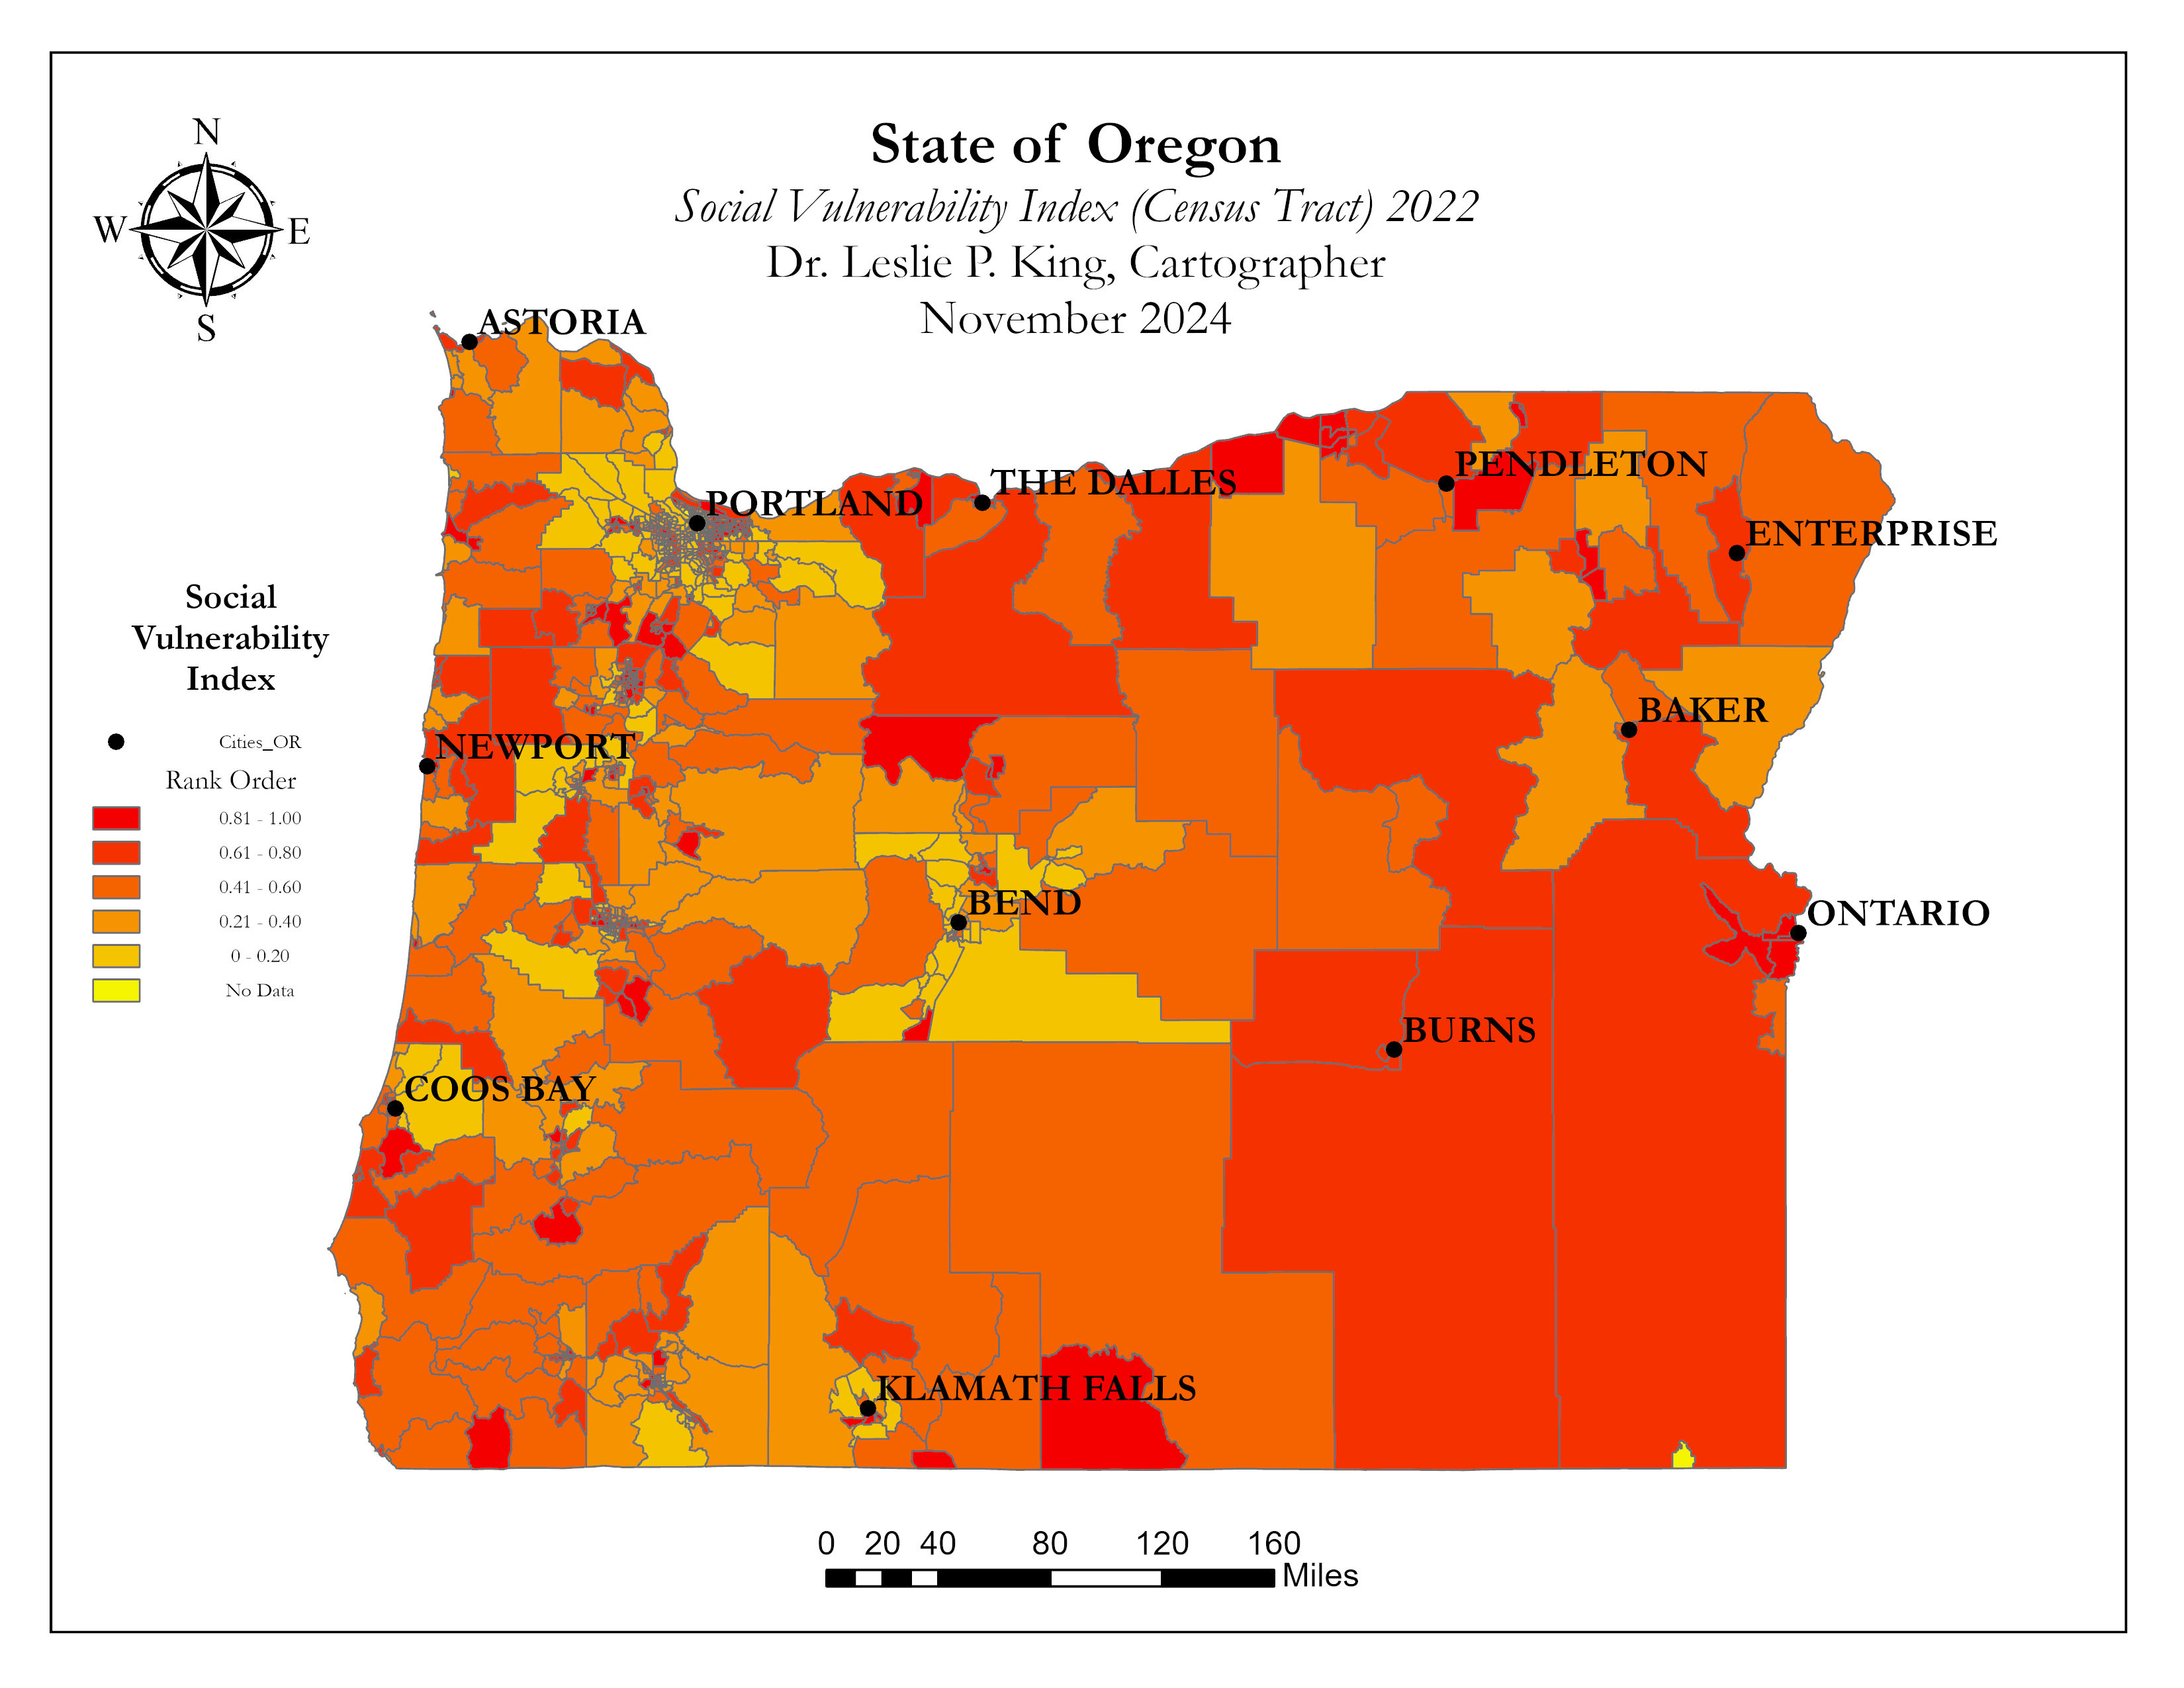 State of Oregon
Social Vulnerability Index (Census Tract) 2022
Dr. Leslie P. King, Cartographer
November 2024
N
W
E
S
ASTORIA
PORTLAND
THE DALLES
PENDLETON
ENTERPRISE
BAKER
NEWPORT
BEND
ONTARIO
BURNS
COOS BAY
KLAMATH FALLS
Social
Vulnerability
Index
Cities_OR
Rank Order
0.81 - 1.00
0.61 - 0.80
0.41 - 0.60
0.21 - 0.40
0 - 0.20
No Data
0 20 40 80 120 160
Miles